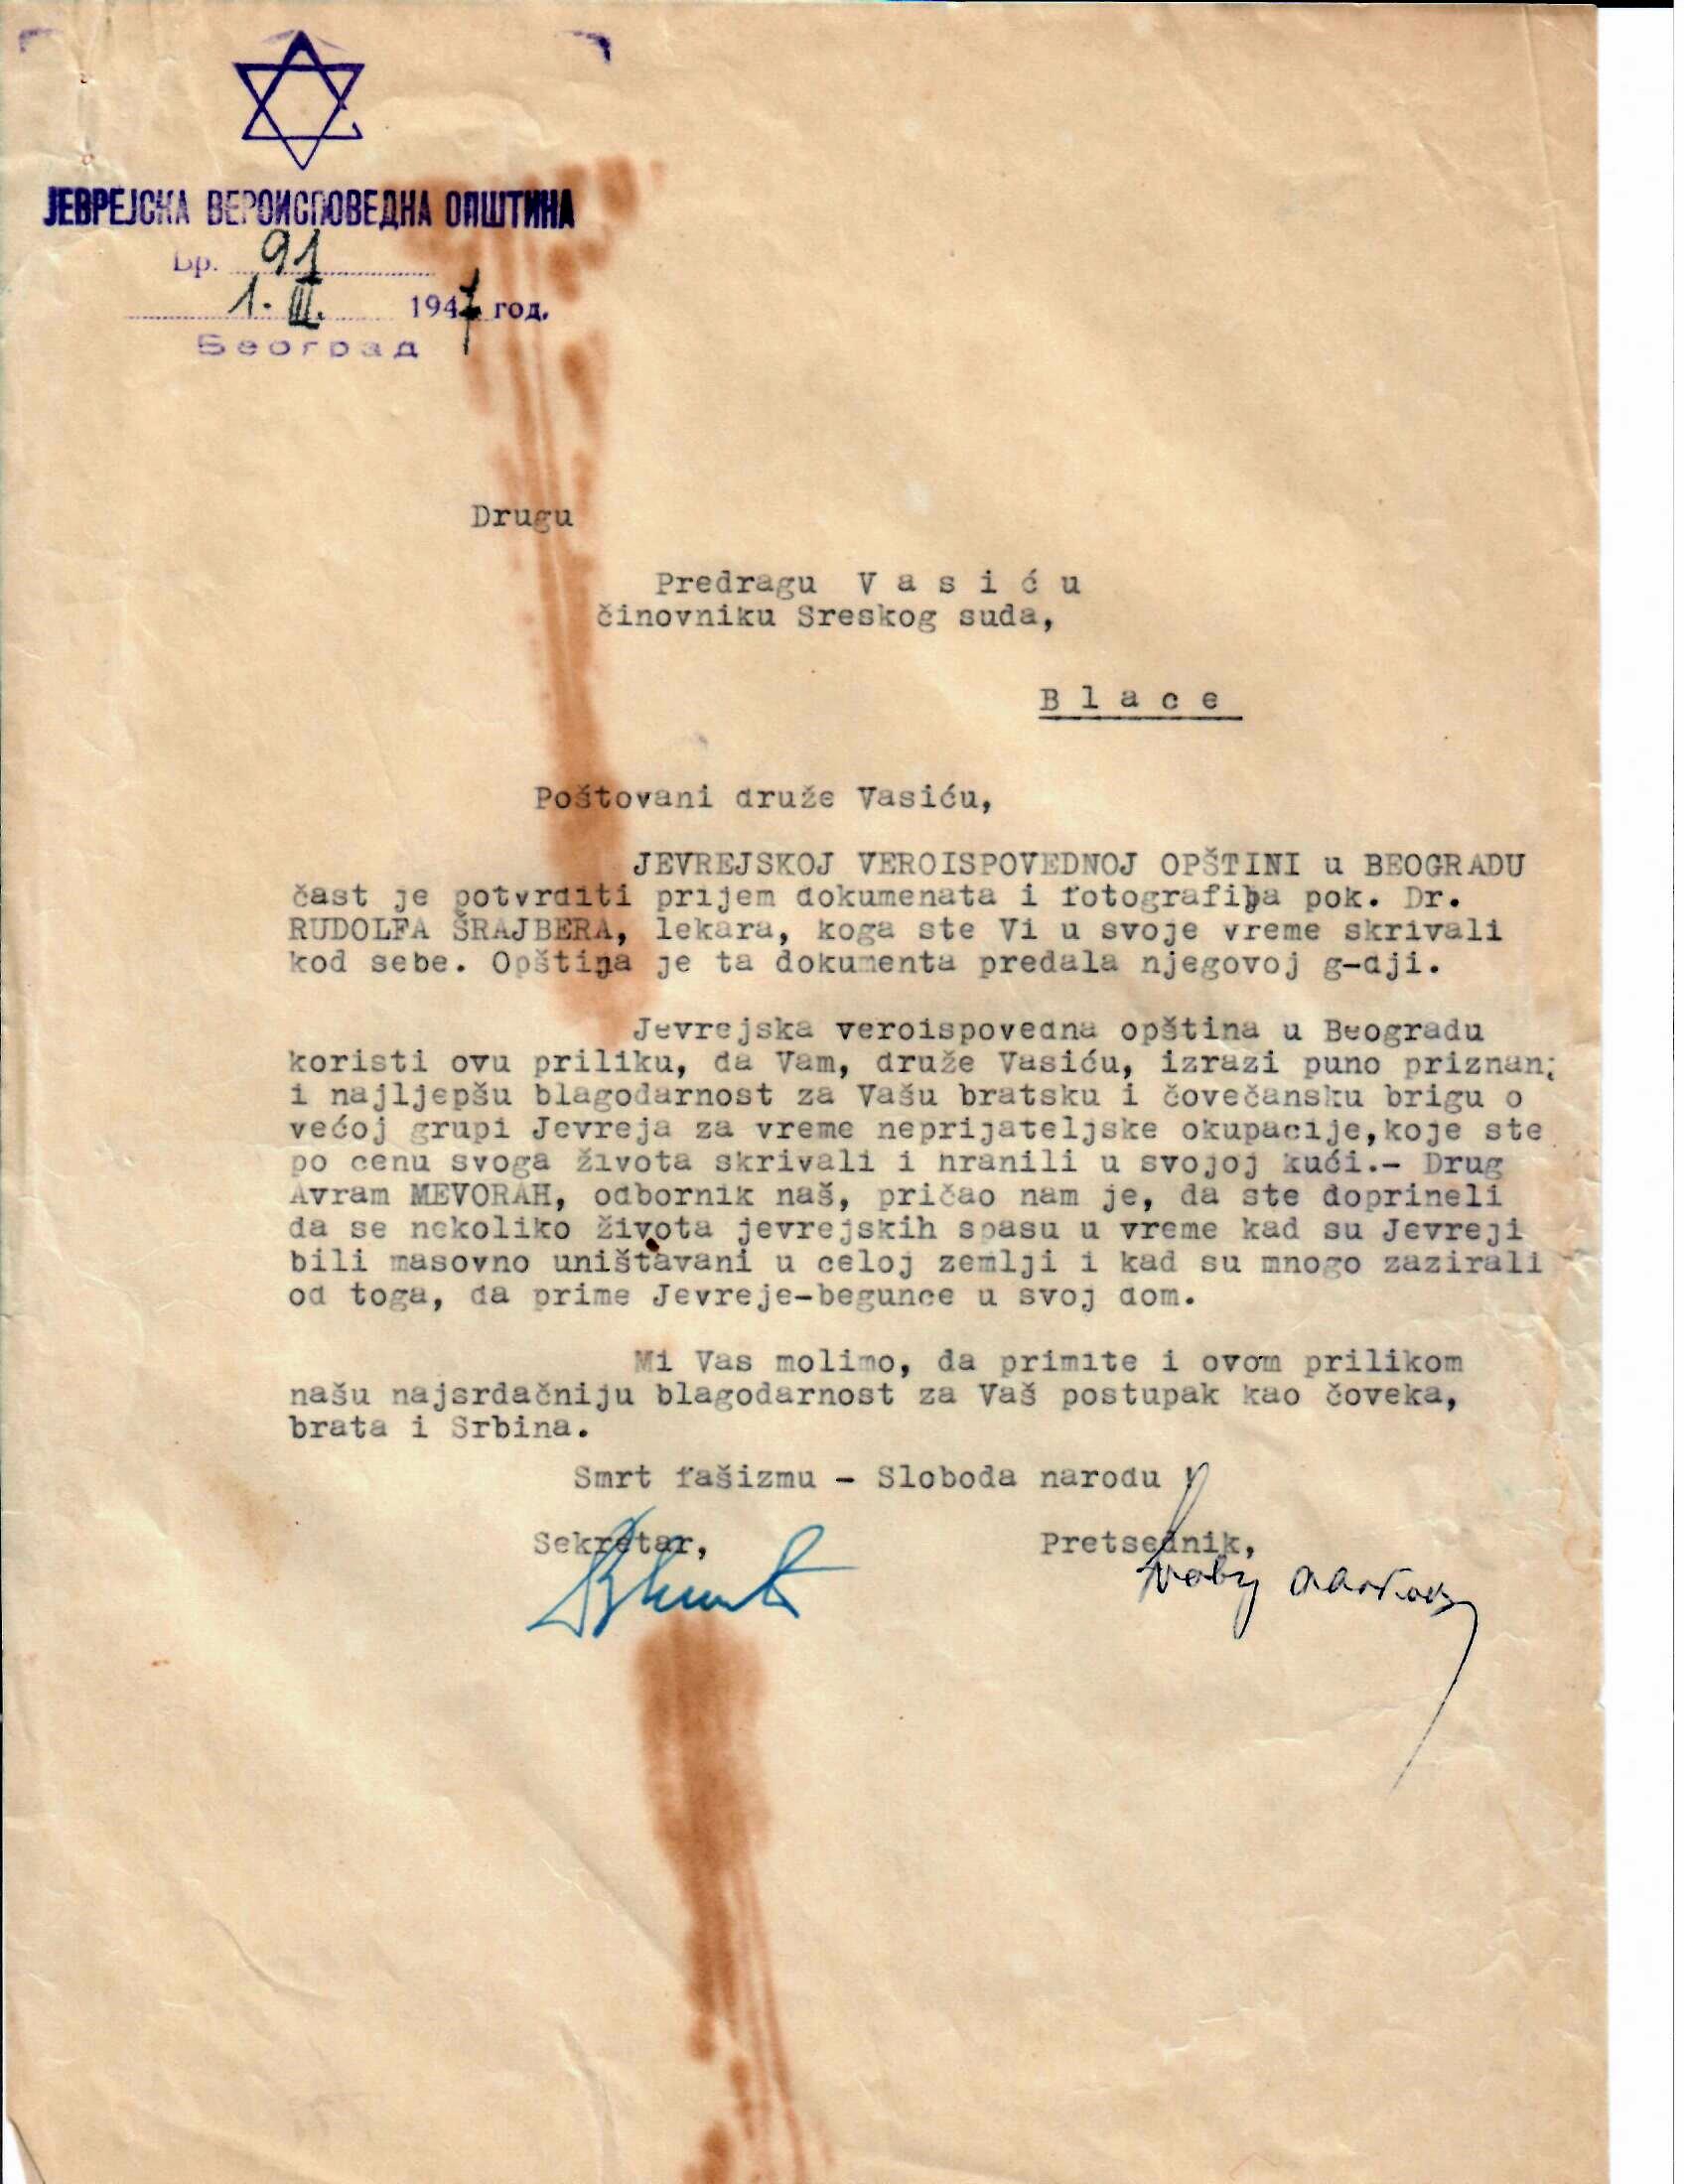 ЈЕВРЕЈСКА ВЕРОИСПОВЕДНА ОПШТИНА
Бр. 91
1. III. 1947 год.
Београд
Drugu
Predragu V a s i ć u
činovniku Sreskog suda,
B l a c e
Poštovani druže Vasiću,
JEVREJSKOJ VEROISPOVEDNOJ OPŠTINI u BEOGRADU
čast je potvrditi prijem dokumenata i fotografija pok. Dr.
RUDOLFA ŠRAJBERA, lekara, koga ste Vi u svoje vreme skrivali
kod sebe. Opština je ta dokumenta predala njegovoj g-dji.
Jevrejska veroispovedna opština u Beogradu
koristi ovu priliku, da Vam, druže Vasiću, izrazi puno priznan;
i najljepšu blagodarnost za Vašu bratsku i čovečansku brigu o
većoj grupi Jevreja za vreme neprijateljske okupacije,koje ste
po cenu svoga života skrivali i hranili u svojoj kući.- Drug
Avram MEVORAH, odbornik naš, pričao nam je, da ste doprineli
da se nekoliko života jevrejskih spasu u vreme kad su Jevreji
bili masovno uništavani u celoj zemlji i kad su mnogo zazirali
od toga, da prime Jevreje-begunce u svoj dom.
Mi Vas molimo, da primite i ovom prilikom
našu najsrdačniju blagodarnost za Vaš postupak kao čoveka,
brata i Srbina.
Smrt fašizmu - Sloboda narodu
Sekretar, Pretsednik,